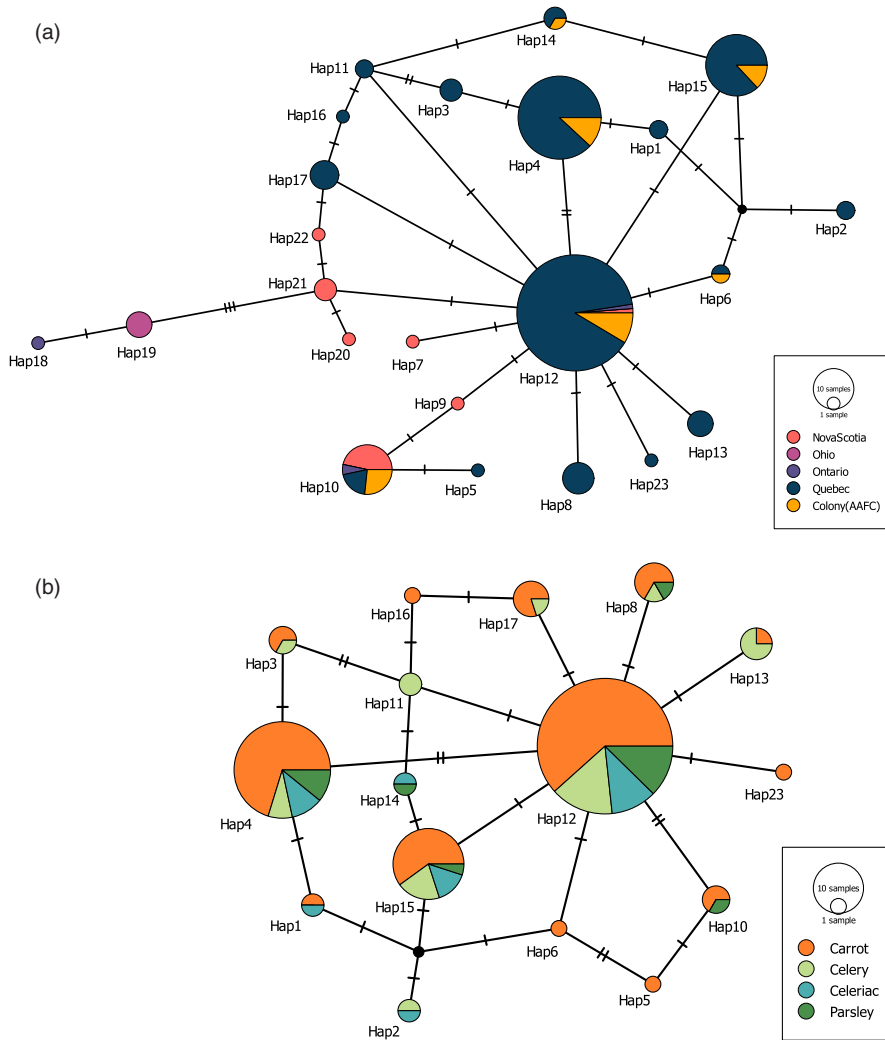 (a)
Hap14
Hap11
Hap15
Hap3
Hap16
Hap4
Hap1
Hap17
Hap2
Hap22
Hap6
Hap21
Hap20
Hap7
Hap19
Hap18
Hap12
Hap9
Hap13
Hap10
Hap5
Hap8
Hap23
10 samples
1 sample
NovaScotia
Ohio
Ontario
Quebec
Colony(AAFC)
(b)
Hap16
Hap17
Hap8
Hap3
Hap13
Hap11
Hap14
Hap23
Hap4
Hap12
Hap15
Hap1
Hap6
Hap10
Hap5
Hap2
10 samples
1 sample
Carrot
Celery
Celeriac
Parsley